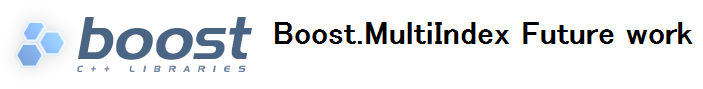 boost
C++ LIBRARIES
Boost.MultiIndex Future work